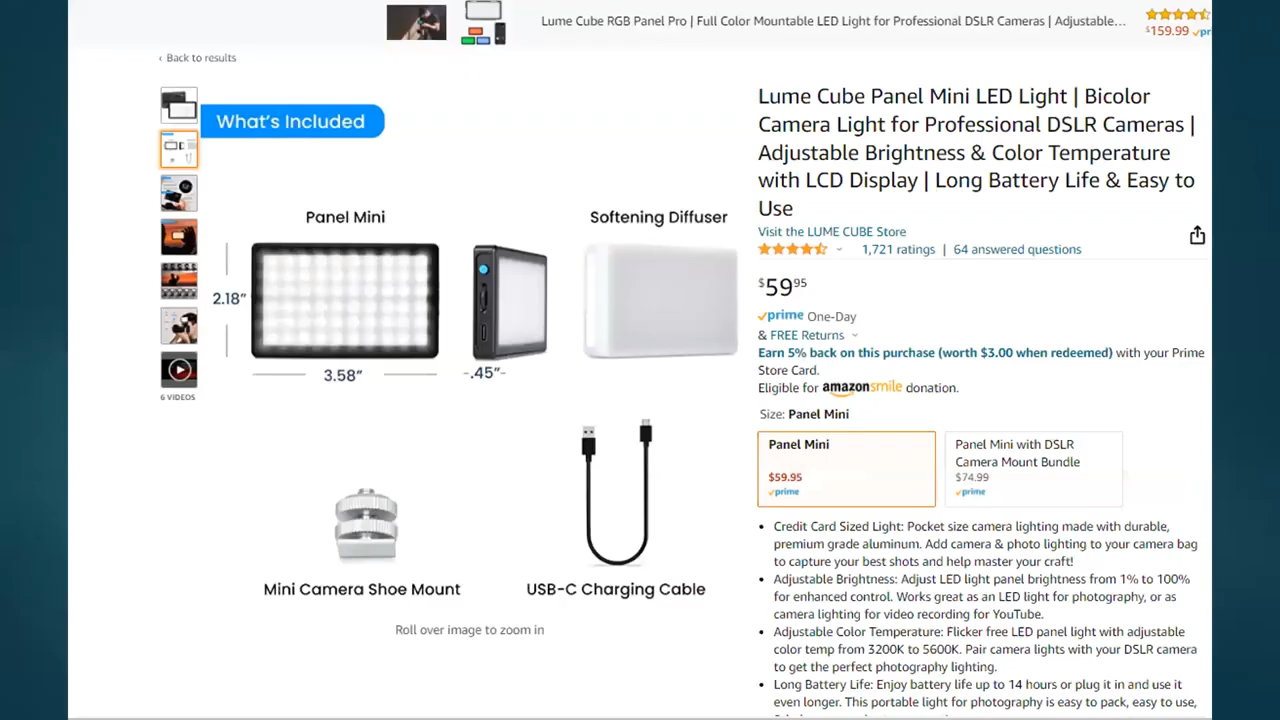 Lume Cube RGB Panel Pro | Full Color Mountable LED Light for Professional DSLR Cameras | Adjustable…
$159.99 pr
‹ Back to results
What's Included
Panel Mini
Softening Diffuser
2.18”
3.58”
.45”
Mini Camera Shoe Mount
USB-C Charging Cable
Roll over image to zoom in
6 VIDEOS
Lume Cube Panel Mini LED Light | Bicolor
Camera Light for Professional DSLR Cameras |
Adjustable Brightness & Color Temperature
with LCD Display | Long Battery Life & Easy to
Use
Visit the LUME CUBE Store
1,721 ratings | 64 answered questions
$59 95
prime One-Day
& FREE Returns
Earn 5% back on this purchase (worth $3.00 when redeemed) with your Prime
Store Card.
Eligible for amazonsmile donation.
Size: Panel Mini
Panel Mini
$59.95
prime
Panel Mini with DSLR
Camera Mount Bundle
$74.99
prime
• Credit Card Sized Light: Pocket size camera lighting made with durable,
premium grade aluminum. Add camera & photo lighting to your camera bag
to capture your best shots and help master your craft!
• Adjustable Brightness: Adjust LED light panel brightness from 1% to 100%
for enhanced control. Works great as an LED light for photography, or as
camera lighting for video recording for YouTube.
• Adjustable Color Temperature: Flicker free LED panel light with adjustable
color temp from 3200K to 5600K. Pair camera lights with your DSLR camera
to get the perfect photography lighting.
• Long Battery Life: Enjoy battery life up to 14 hours or plug it in and use it
even longer. This portable light for photography is easy to pack, easy to use,